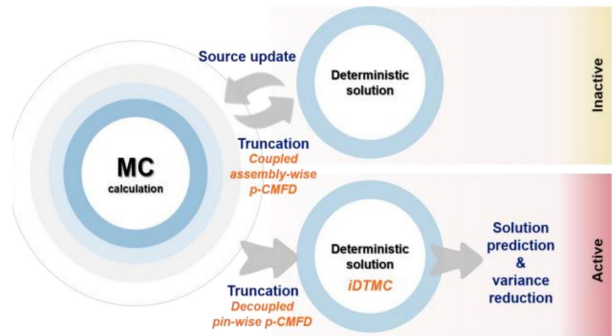 Source update
Deterministic
solution
Inactive
MC
calculation
Truncation
Coupled
assembly-wise
p-CMFD
Deterministic
solution
iDTMC
Solution
prediction
&
variance
reduction
Active
Truncation
Decoupled
pin-wise p-CMFD